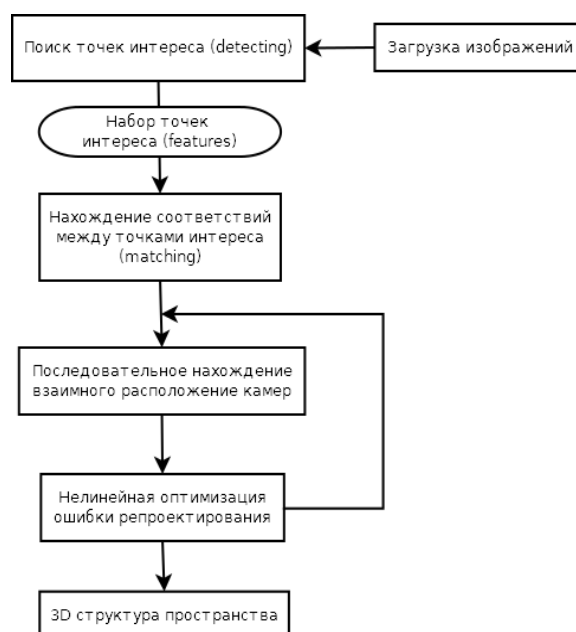 Поиск точек интереса (detecting)
Загрузка изображений
Набор точек
интереса (features)
Нахождение соответствий
между точками интереса
(matching)
Последовательное нахождение
взаимного расположение камер
Нелинейная оптимизация
ошибки репроектирования
3D структура пространства